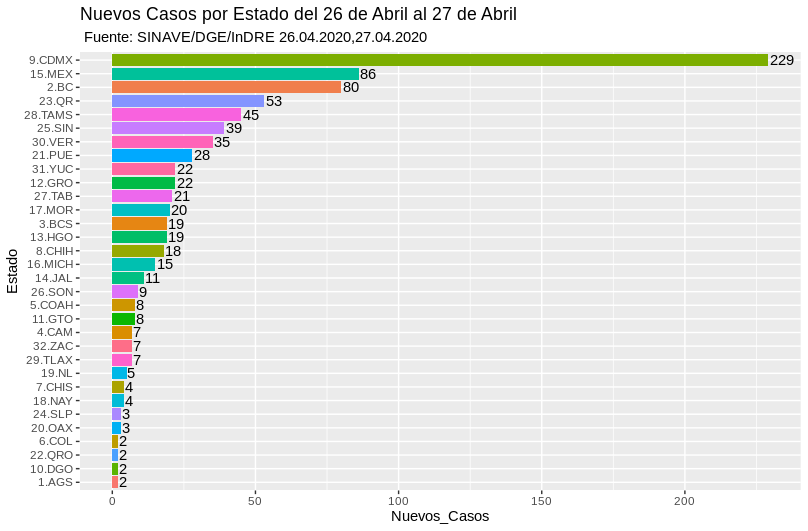 Nuevos Casos por Estado del 26 de Abril al 27 de Abril
Fuente: SINAVE/DGE/InDRE 26.04.2020,27.04.2020
Estado
9.CDMX 229
15.MEX 86
2.BC 80
23.QR 53
28.TAMS 45
25.SIN 39
30.VER 35
21.PUE 28
31.YUC 22
12.GRO 22
27.TAB 21
17.MOR 20
3.BCS 19
13.HGO 19
8.CHIH 18
16.MICH 15
14.JAL 11
26.SON 9
5.COAH 8
11.GTO 8
4.CAM 7
32.ZAC 7
29.TLAX 7
19.NL 5
7.CHIS 4
18.NAY 4
24.SLP 3
20.OAX 3
6.COL 2
22.QRO 2
10.DGO 2
1.AGS 2
0 50 100 150 200
Nuevos_Casos